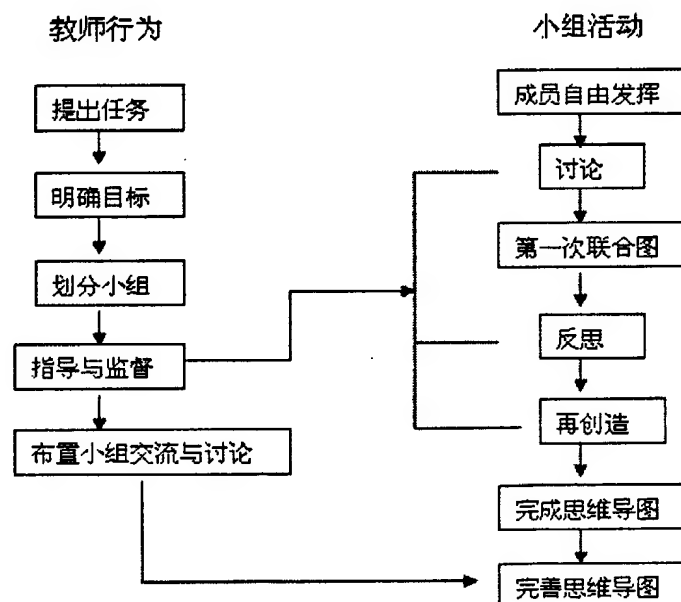 教师行为
小组活动
提出任务
明确目标
划分小组
指导与监督
布置小组交流与讨论
成员自由发挥
讨论
第一次联合图
反思
再创造
完成思维导图
完善思维导图